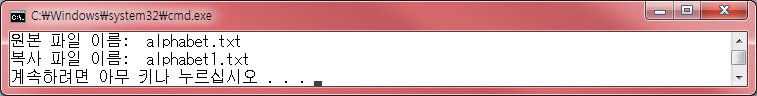 C:₩Windows₩system32₩cmd.exe
원본 파일 이름:  alphabet.txt
복사 파일 이름:  alphabet1.txt
계속하려면 아무 키나 누르십시오 . . .